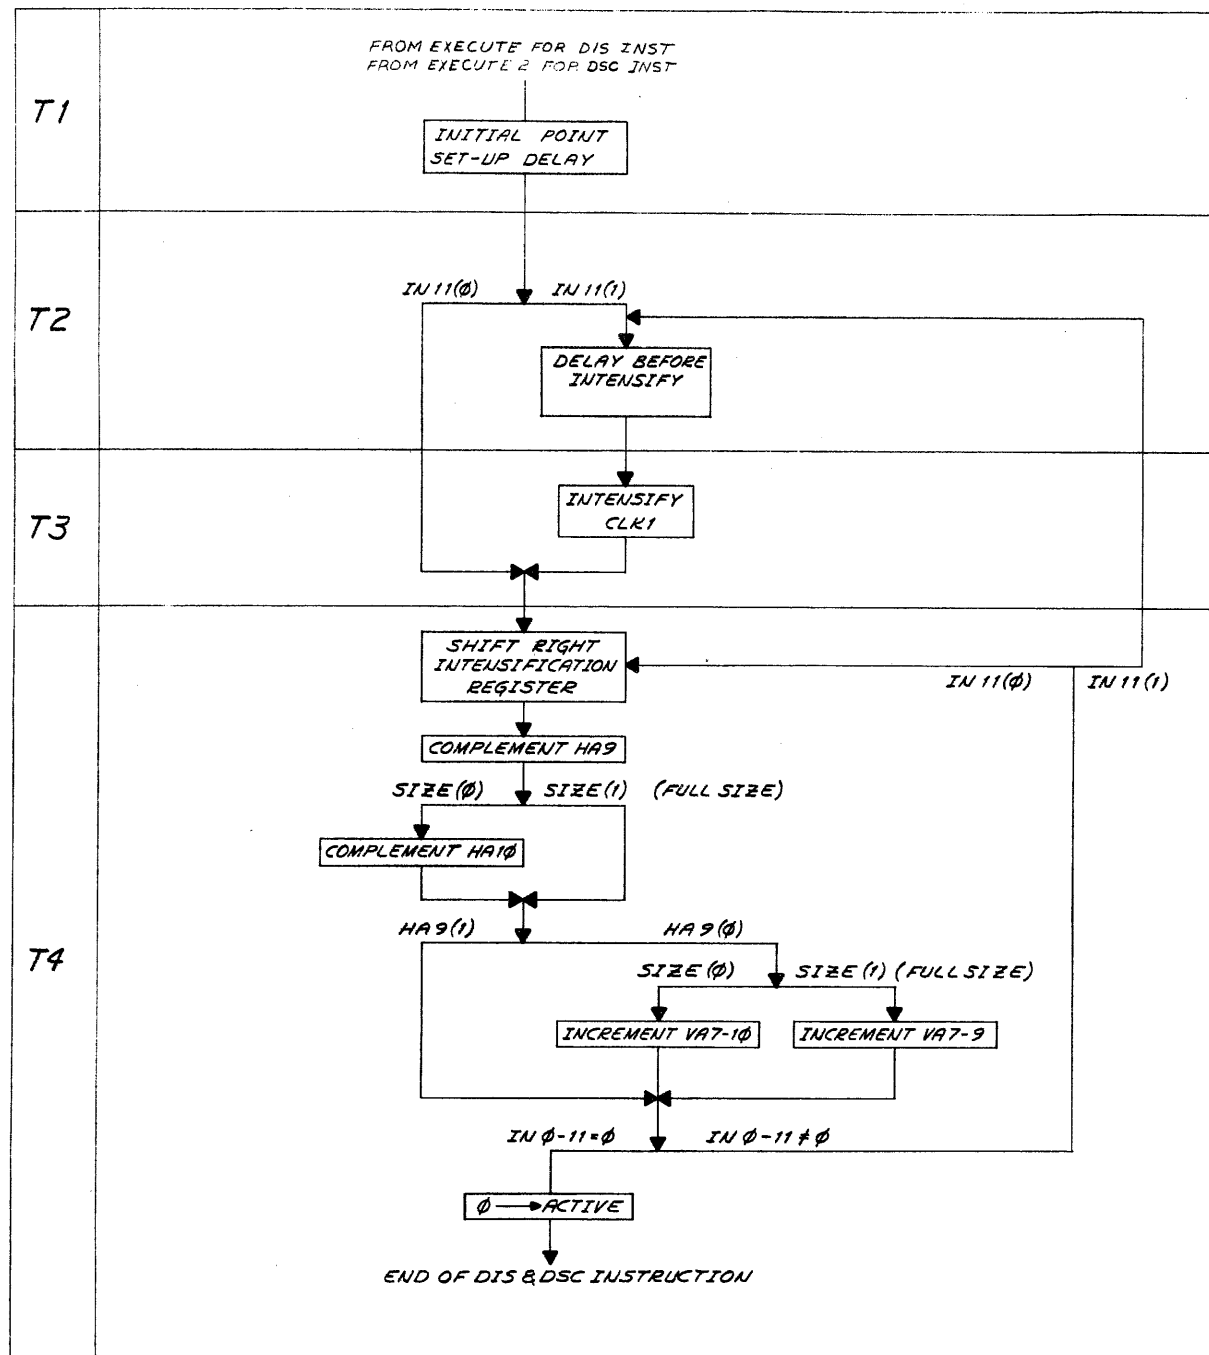 FROM EXECUTE FOR DIS INST
FROM EXECUTE 2 FOR DSC INST
T1
INITIAL POINT
SET-UP DELAY
T2
IN 11(Ø) IN 11(1)
DELAY BEFORE
INTENSIFY
T3
INTENSIFY
CLK1
SHIFT RIGHT
INTENSIFICATION
REGISTER
IN 11(Ø) IN 11(1)
COMPLEMENT HA9
SIZE(Ø) SIZE(1) (FULL SIZE)
COMPLEMENT HA1Ø
HA9(1) HA9(Ø)
T4
SIZE(Ø) SIZE(1) (FULL SIZE)
INCREMENT VA7-1Ø INCREMENT VA7-9
IN Ø-11=Ø IN Ø-11≠Ø
Ø→ACTIVE
END OF DIS & DSC INSTRUCTION